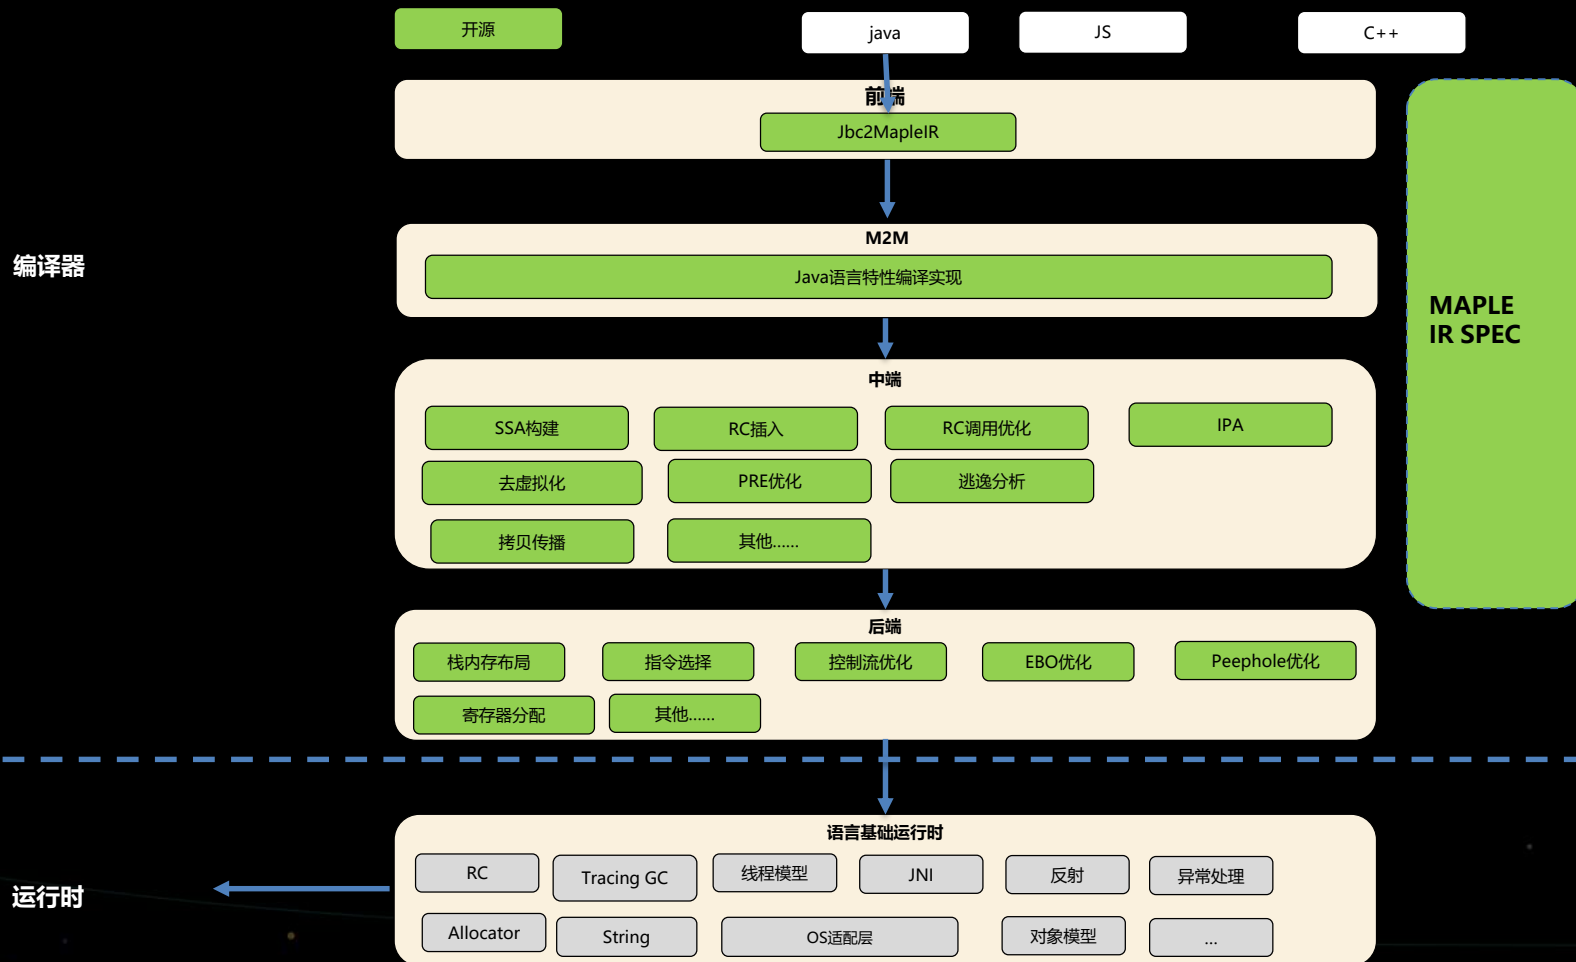 开源
java
JS
C++
前端
Jbc2MapleIR
M2M
Java语言特性编译实现
编译器
MAPLE
IR SPEC
中端
SSA构建
RC插入
RC调用优化
IPA
去虚拟化
PRE优化
逃逸分析
拷贝传播
其他......
后端
栈内存布局
指令选择
控制流优化
EBO优化
Peephole优化
寄存器分配
其他......
语言基础运行时
RC
Tracing GC
线程模型
JNI
反射
异常处理
运行时
Allocator
String
OS适配层
对象模型
...